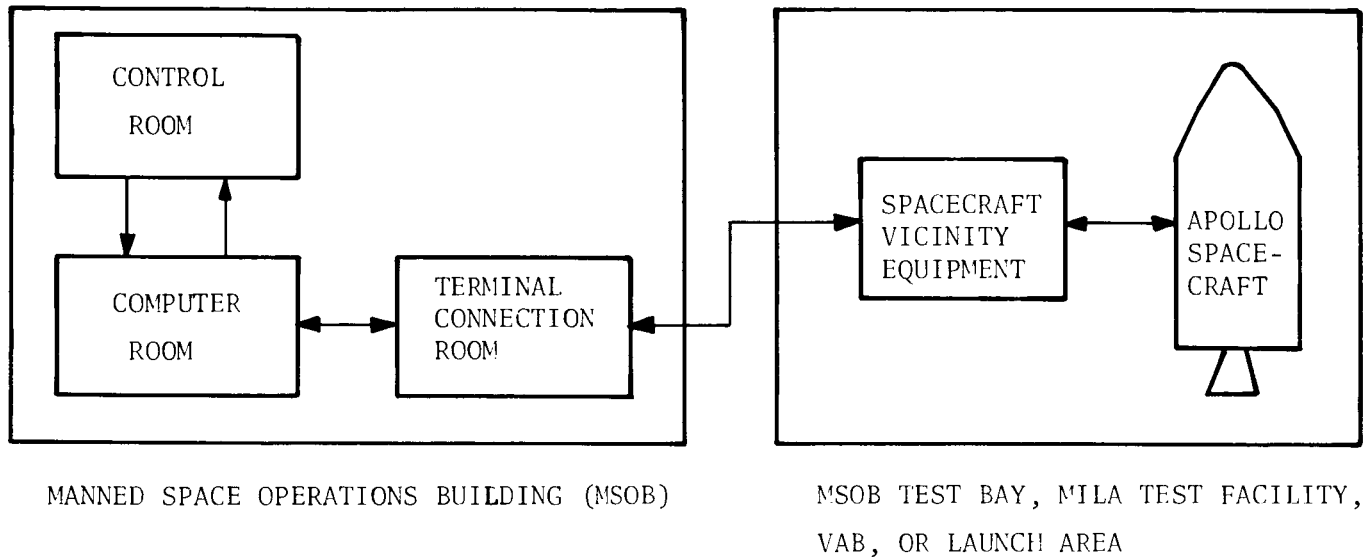 CONTROL
ROOM
COMPUTER
ROOM
TERMINAL
CONNECTION
ROOM
SPACECRAFT
VICINITY
EQUIPMENT
APOLLO
SPACE-
CRAFT
MANNED SPACE OPERATIONS BUILDING (MSOB)
MSOB TEST BAY, MILA TEST FACILITY,
VAB, OR LAUNCH AREA